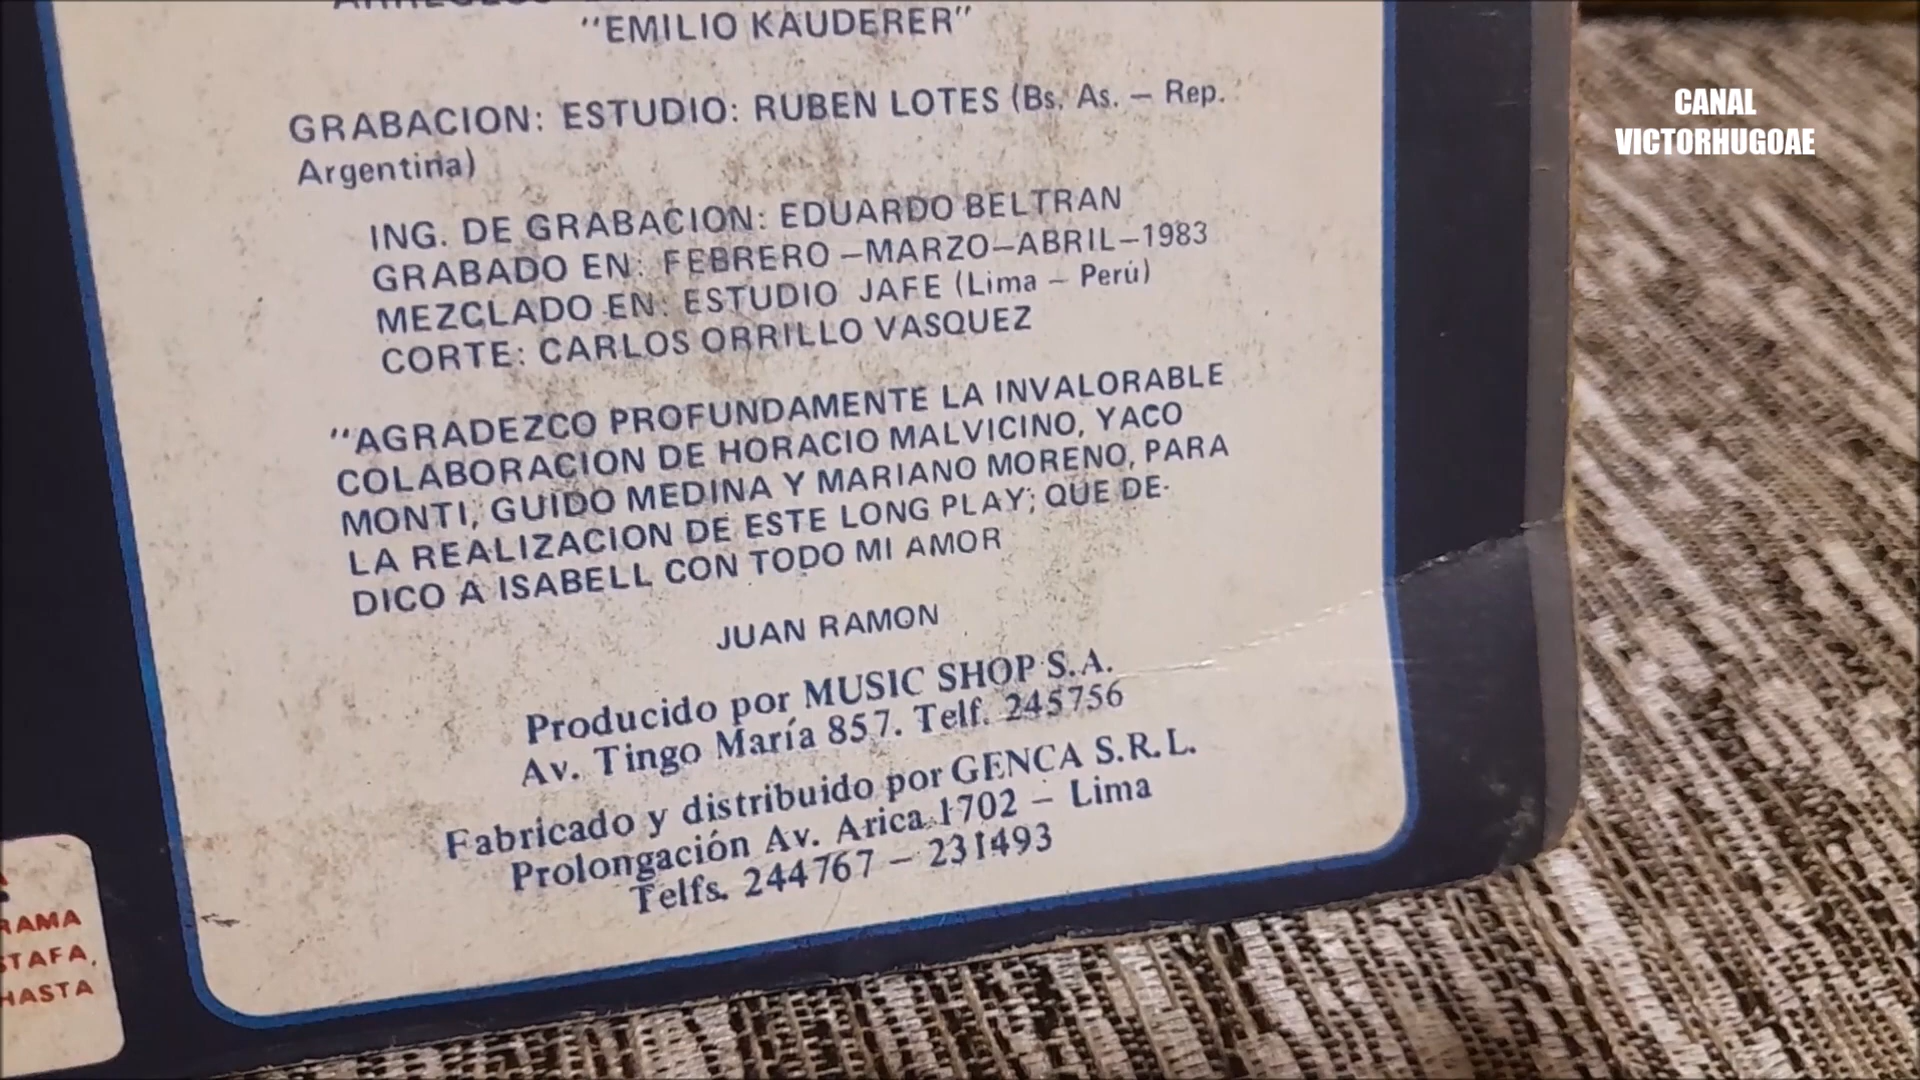 "EMILIO KAUDERER"
GRABACION: ESTUDIO: RUBEN LOTES (Bs. As. – Rep.
Argentina)
ING. DE GRABACION: EDUARDO BELTRAN
GRABADO EN: FEBRERO –MARZO–ABRIL–1983
MEZCLADO EN: ESTUDIO JAFE (Lima – Perú)
CORTE: CARLOS ORRILLO VASQUEZ
"AGRADEZCO PROFUNDAMENTE LA INVALORABLE
COLABORACION DE HORACIO MALVICINO, YACO
MONTI, GUIDO MEDINA Y MARIANO MORENO, PARA
LA REALIZACION DE ESTE LONG PLAY; QUE DE-
DICO A ISABELL CON TODO MI AMOR
JUAN RAMON
Producido por MUSIC SHOP S.A.
Av. Tingo María 857. Telf. 245756
Fabricado y distribuido por GENCA S.R.L.
Prolongación Av. Arica 1702 – Lima
Telfs. 244767 – 231493
RAMA
STAFA,
HASTA
CANAL
VICTORHUGOAE